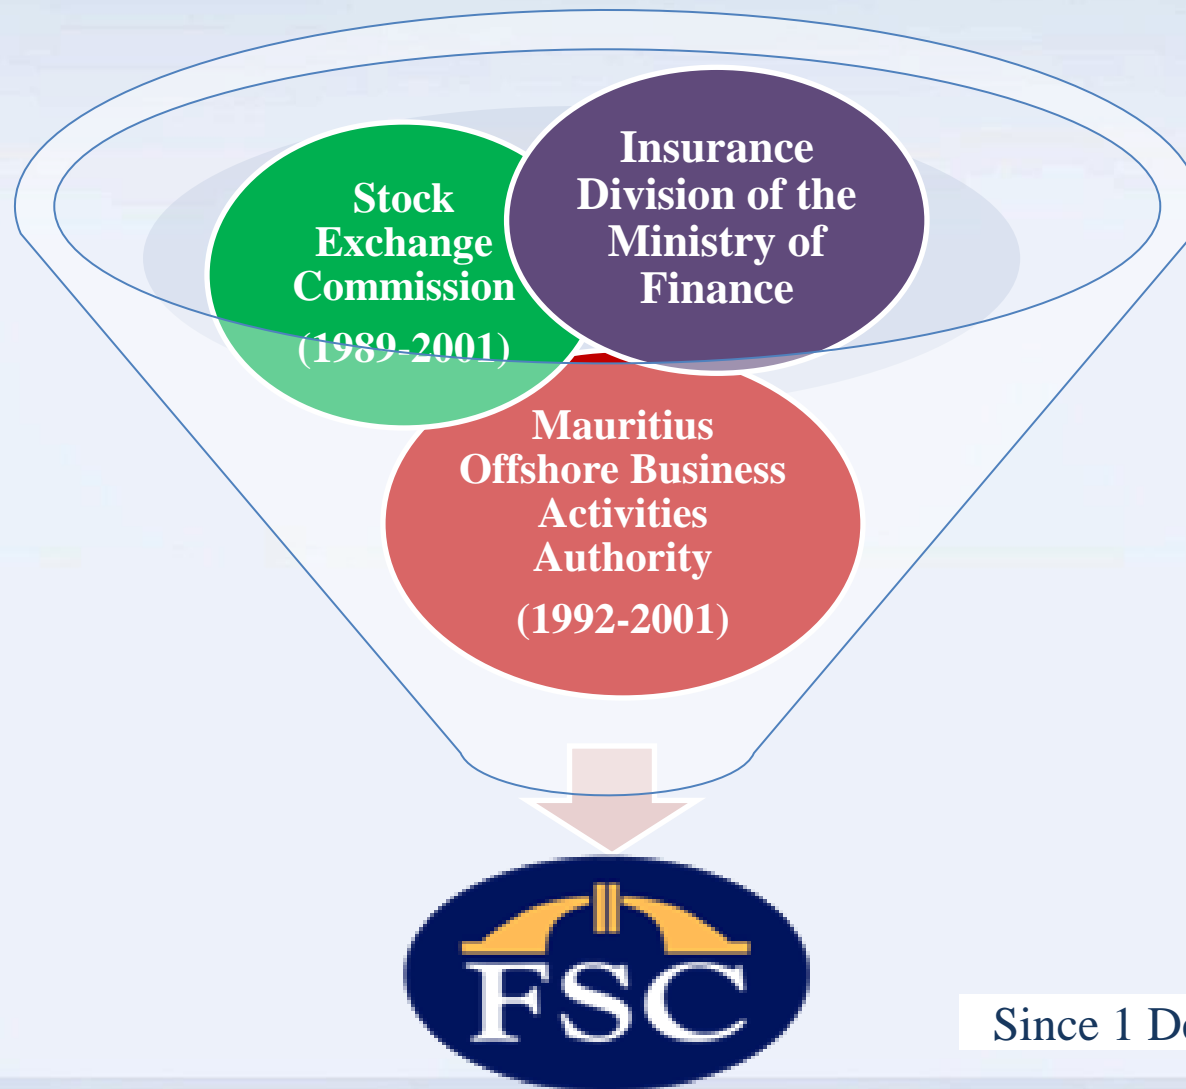 Stock
Exchange
Commission
(1989-2001)
Insurance
Division of the
Ministry of
Finance
Mauritius
Offshore Business
Activities
Authority
(1992-2001)
FSC
Since 1